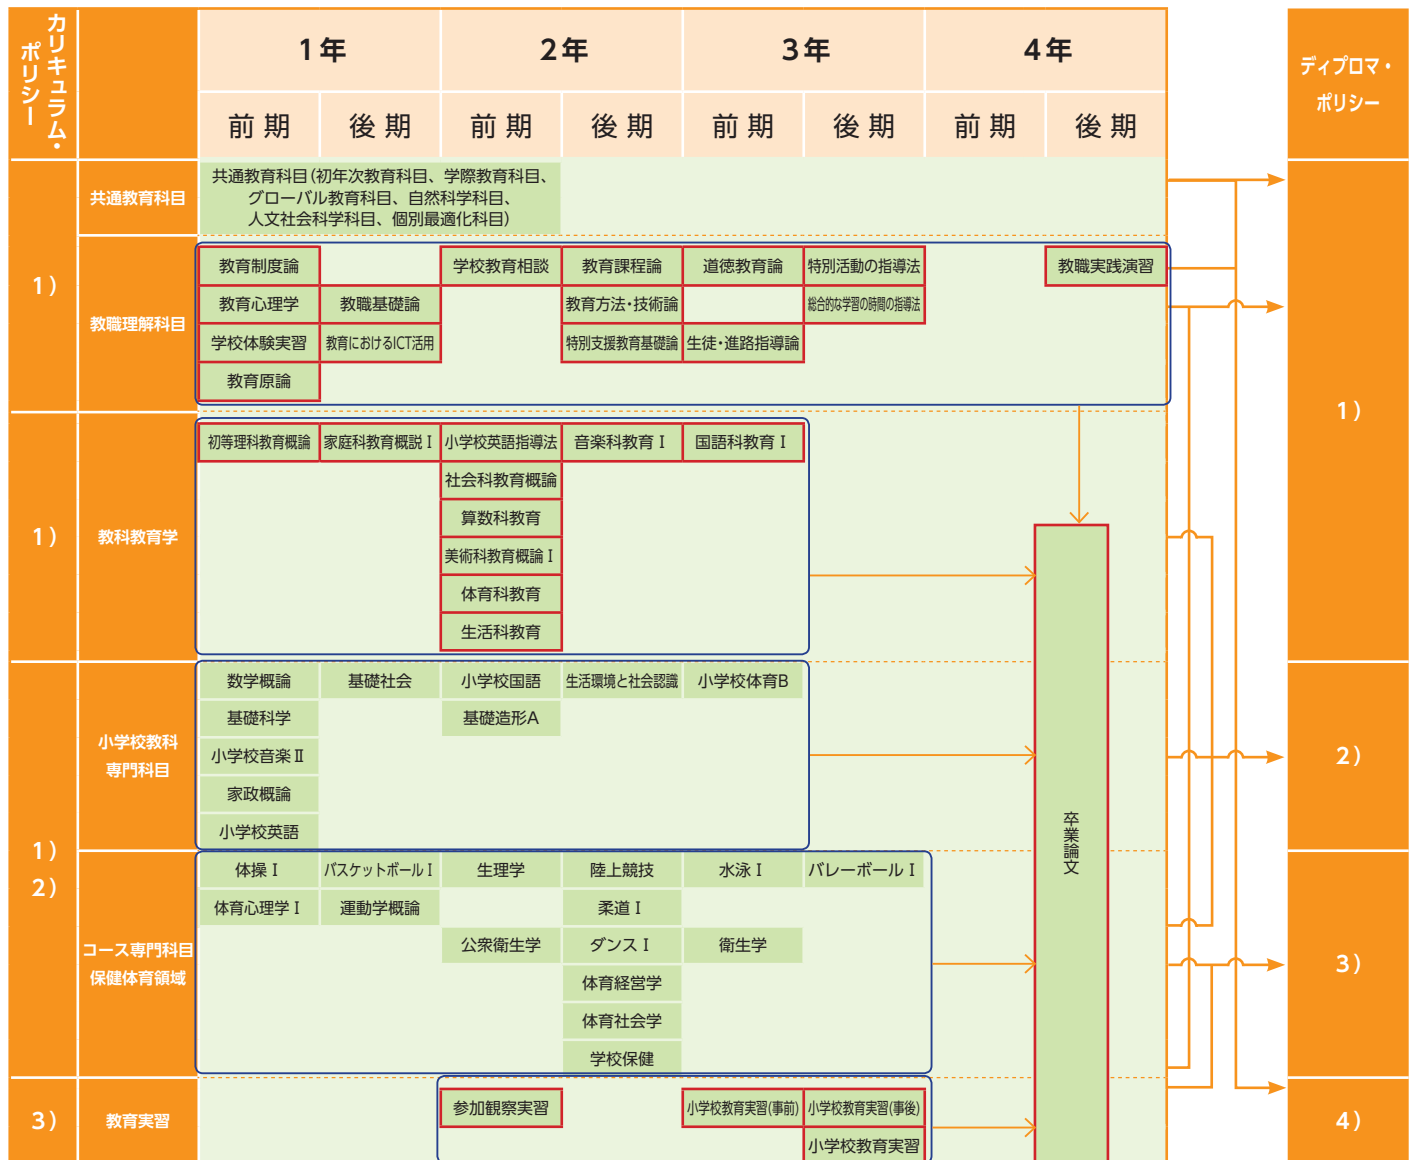 カリキュラム・
ポリシー
1年
2年
3年
4年
ディプロマ・
ポリシー
前期
後期
前期
後期
前期
後期
前期
後期
1）
共通教育科目
共通教育科目(初年次教育科目、学際教育科目、
グローバル教育科目、自然科学科目、
人文社会科学科目、個別最適化科目)
教職理解科目
教育制度論
学校教育相談
教育課程論
道徳教育論
特別活動の指導法
教職実践演習
教育心理学
教職基礎論
教育方法・技術論
総合的な学習の時間の指導法
学校体験実習
教育におけるICT活用
特別支援教育基礎論
生徒・進路指導論
教育原論
1）
1）
教科教育学
初等理科教育概論
家庭科教育概説Ⅰ
小学校英語指導法
音楽科教育Ⅰ
国語科教育Ⅰ
社会科教育概論
算数科教育
美術科教育概論Ⅰ
体育科教育
生活科教育
1）
2）
小学校教科
専門科目
数学概論
基礎社会
小学校国語
生活環境と社会認識
小学校体育B
基礎科学
基礎造形A
小学校音楽Ⅱ
家政概論
小学校英語
2）
卒業論文
コース専門科目
保健体育領域
体操Ⅰ
バスケットボールⅠ
生理学
陸上競技
水泳Ⅰ
バレーボールⅠ
体育心理学Ⅰ
運動学概論
柔道Ⅰ
公衆衛生学
ダンスⅠ
衛生学
体育経営学
体育社会学
学校保健
3）
3）
教育実習
参加観察実習
小学校教育実習(事前)
小学校教育実習(事後)
小学校教育実習
4）